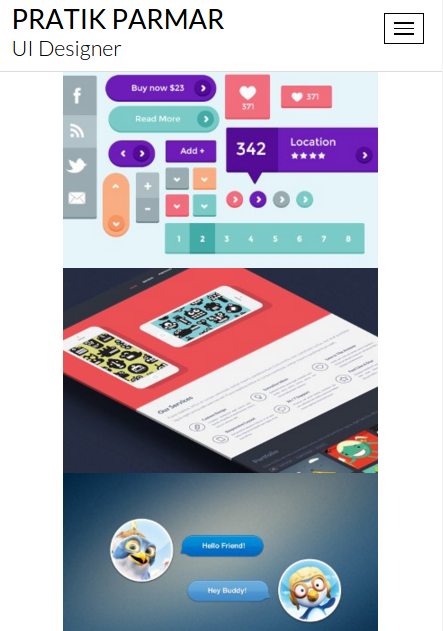 PRATIK PARMAR
UI Designer
Buy now $23
371
371
Read More
Add +
342
Location
1 2 3 4 5 6 7 8
Our Services
Portfolio
Hello Friend!
Hey Buddy!